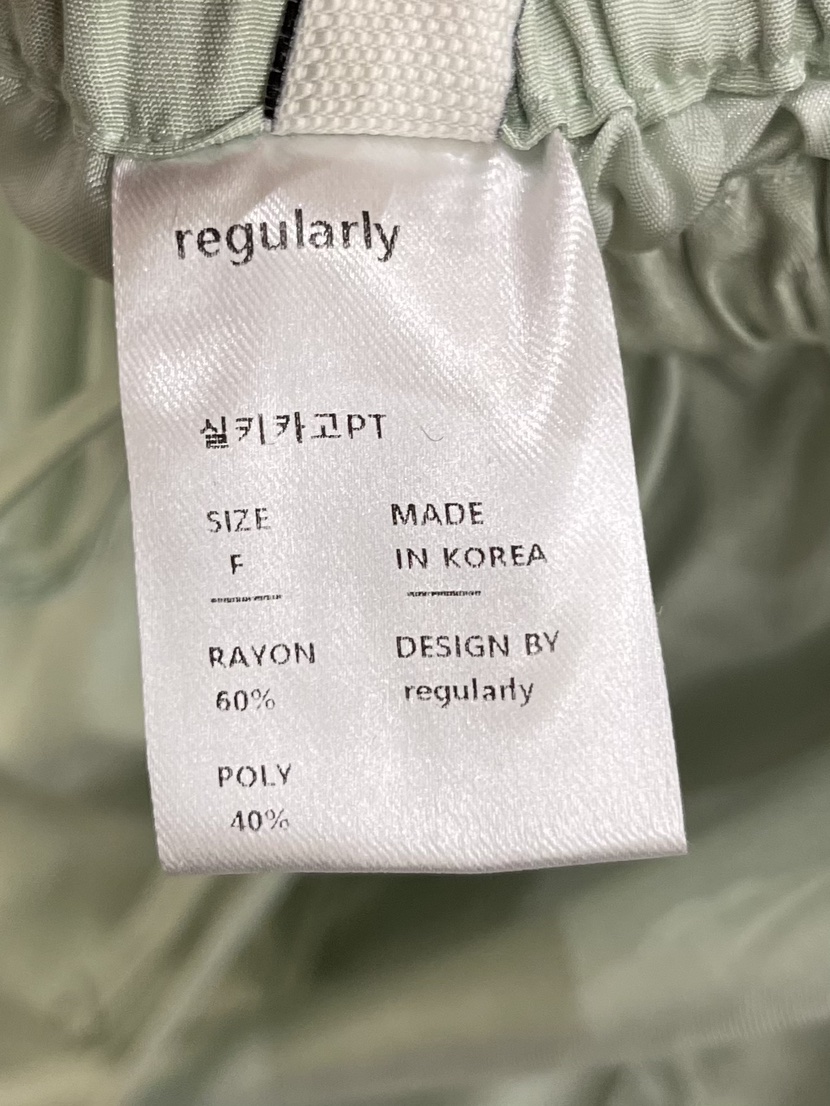 regularly
실키카고PT
SIZE
F
MADE
IN KOREA
RAYON
60%
DESIGN BY
regularly
POLY
40%